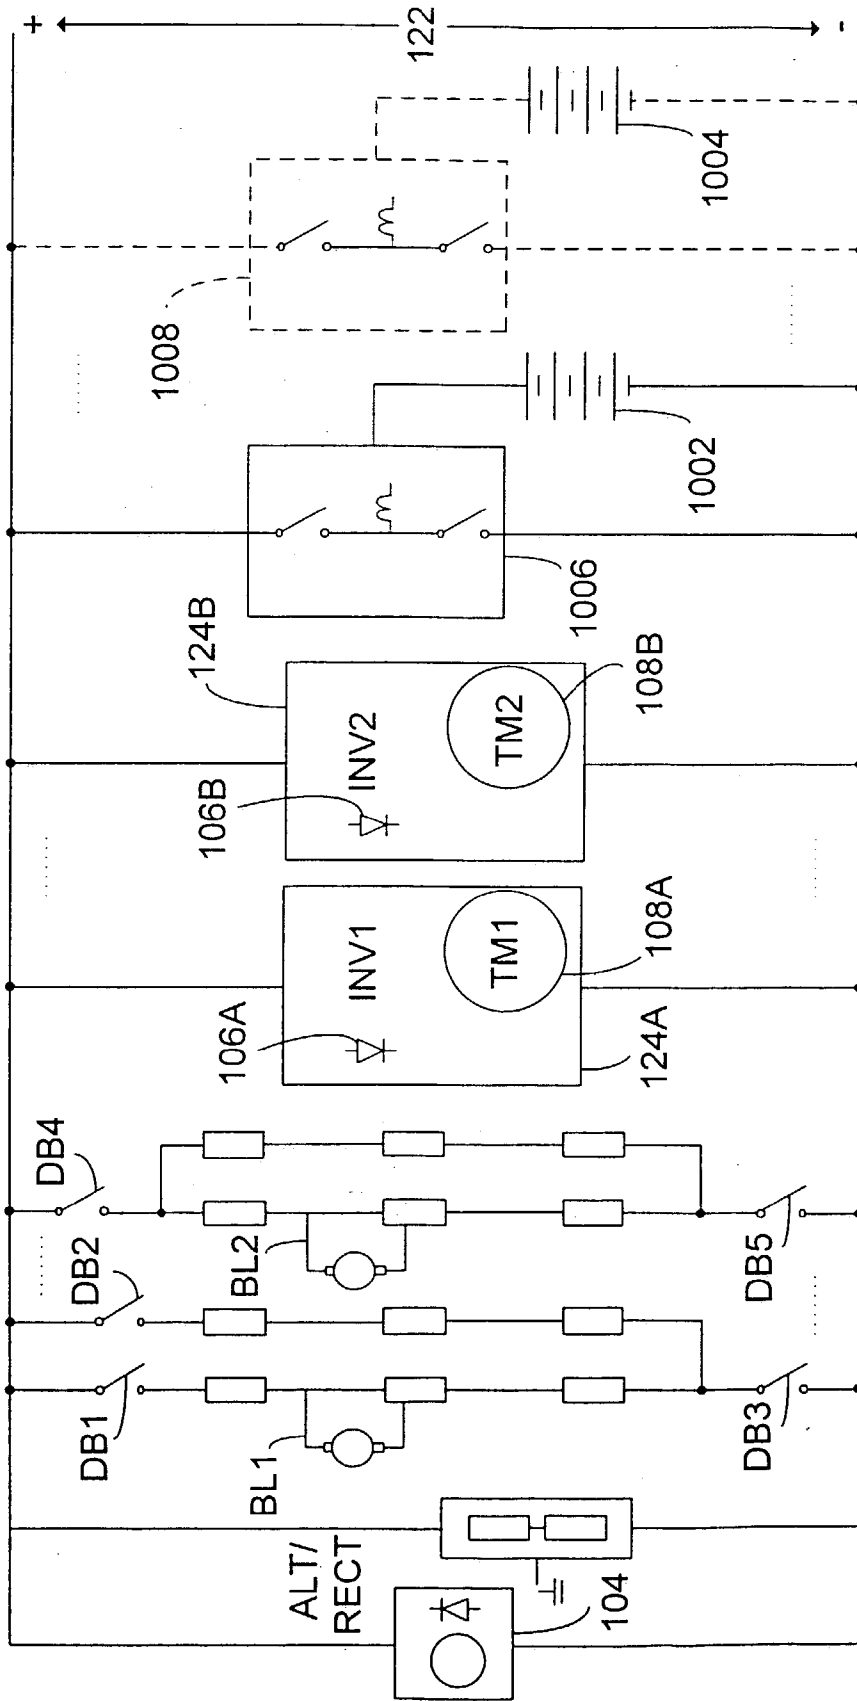 +
DB4
DB2
DB1
1008
124B
106B
106A
BL2
BL1
ALT/
RECT
INV1
INV2
122
TM1
TM2
1006
104
124A
108A
108B
1002
1004
DB3
DB5
-